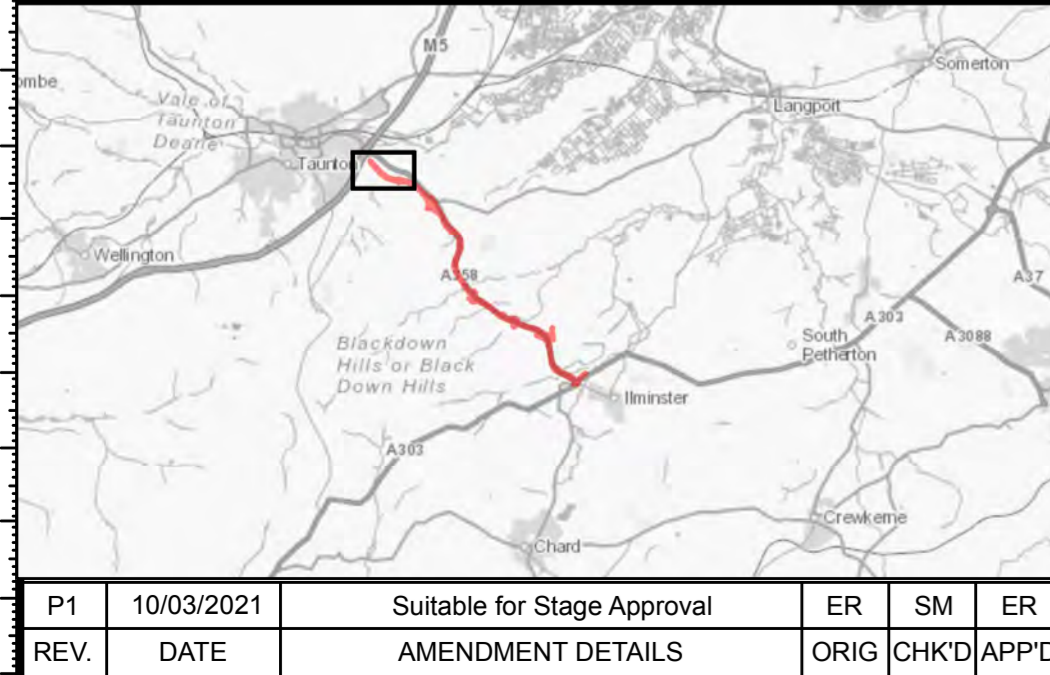 M5
Somerton
ombe
Vale of
Taunton
Deane
Langport
Taunton
Wellington
A358
A37
A303
A3088
South
Petherton
Blackdown
Hills or Black
Down Hills
Ilminster
A303
Crewkerne
Chard
P1 10/03/2021 Suitable for Stage Approval ER SM ER
REV. DATE AMENDMENT DETAILS ORIG CHK'D APP'D